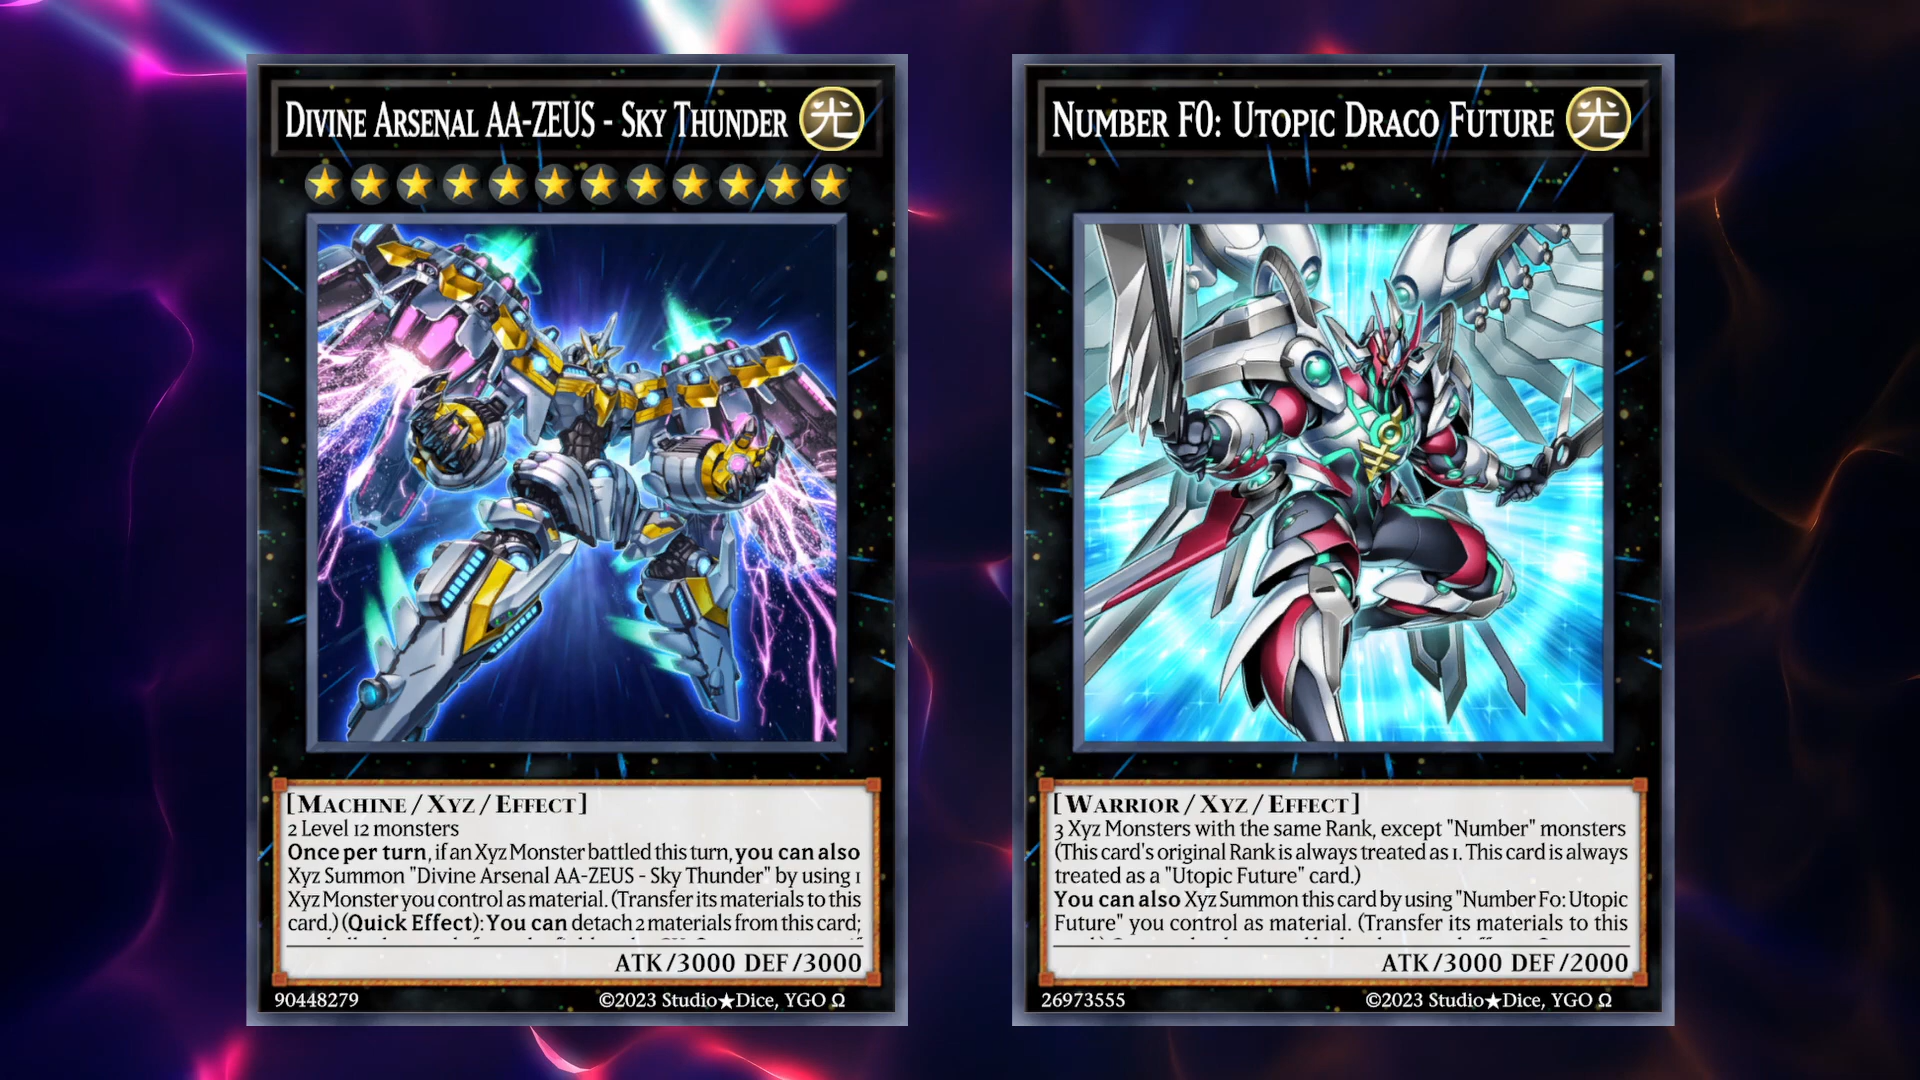 DIVINE ARSENAL AA-ZEUS - SKY THUNDER
光
[MACHINE / XYZ / EFFECT]
2 Level 12 monsters
Once per turn, if an Xyz Monster battled this turn, you can also
Xyz Summon "Divine Arsenal AA-ZEUS - Sky Thunder" by using 1
Xyz Monster you control as material. (Transfer its materials to this
card.) (Quick Effect): You can detach 2 materials from this card;
ATK/3000 DEF/3000
90448279
©2023 Studio★Dice, YGO Ω
NUMBER F0: UTOPIC DRACO FUTURE
光
[WARRIOR / XYZ / EFFECT]
3 Xyz Monsters with the same Rank, except "Number" monsters
(This card's original Rank is always treated as 1. This card is always
treated as a "Utopic Future" card.)
You can also Xyz Summon this card by using "Number F0: Utopic
Future" you control as material. (Transfer its materials to this
ATK/3000 DEF/2000
26973555
©2023 Studio★Dice, YGO Ω